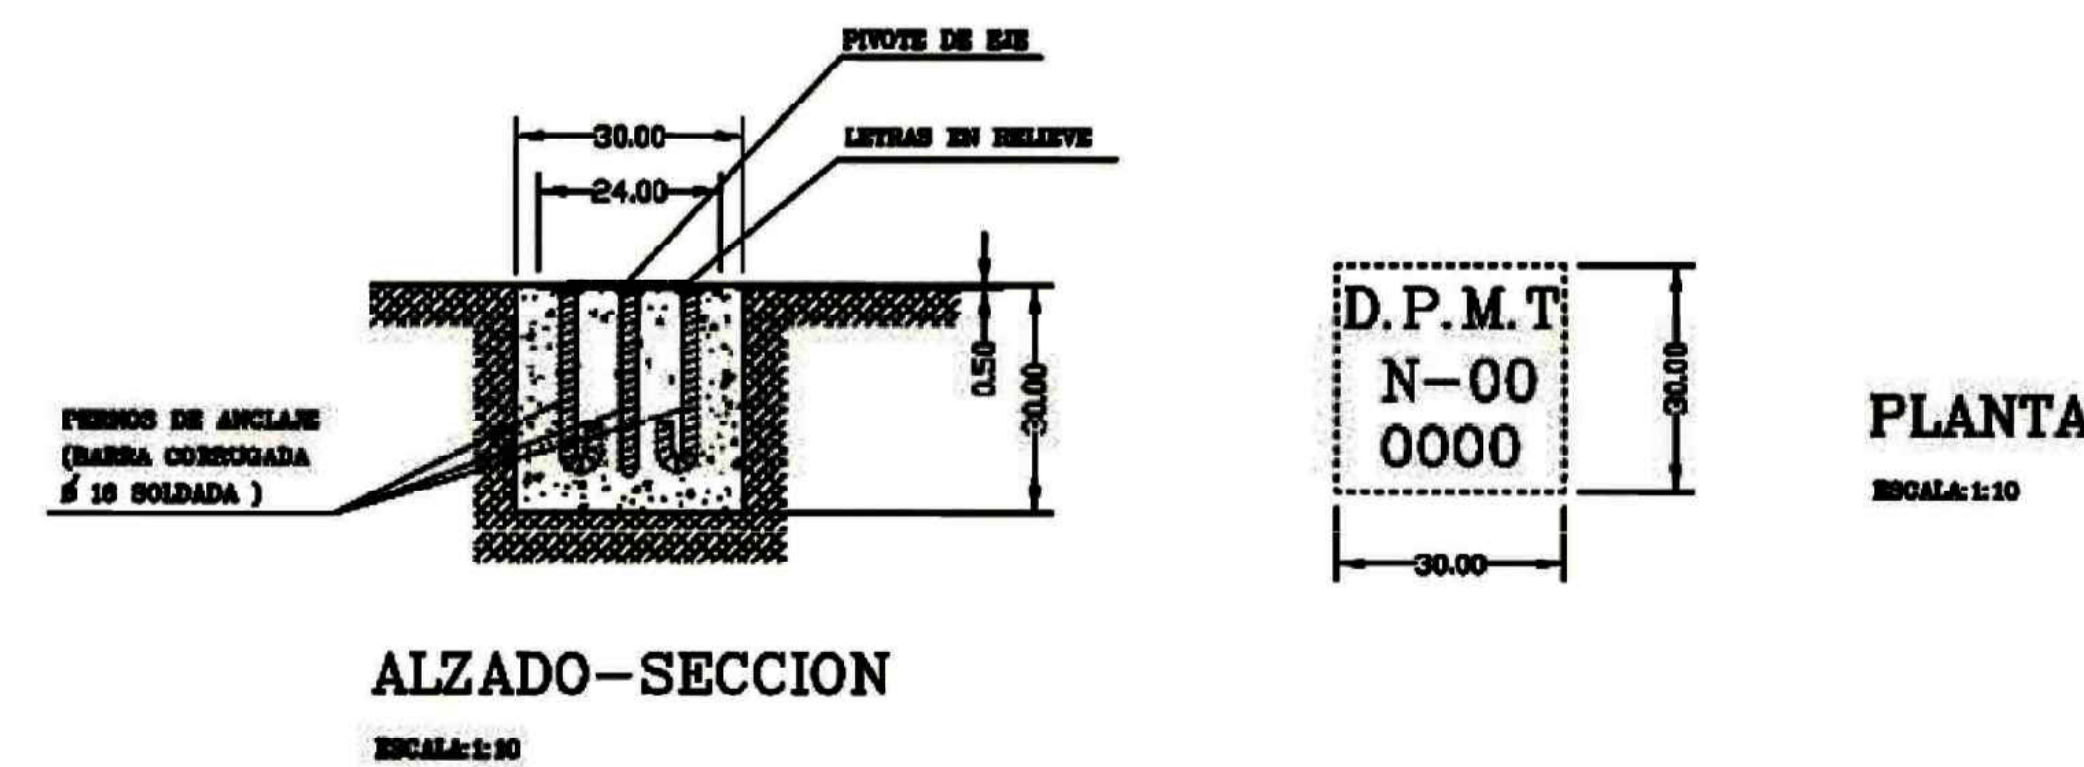 PIVOTE DE EJE
30.00
LETRAS EN RELIEVE
24.00
0.50
30.00
PERNOS DE ANCLAJE
(BARRA CORRUGADA
Ø 16 SOLDADA )
ALZADO-SECCION
ESCALA:1:10
D.P.M.T
N-00
0000
30.00
30.00
PLANTA
ESCALA:1:10